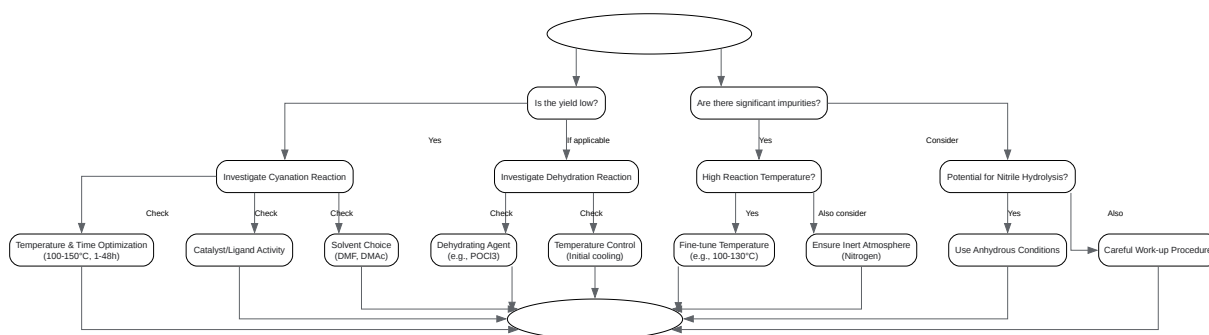 Is the yield low?
Are there significant impurities?
Yes
If applicable
Yes
Consider
Investigate Cyanation Reaction
Investigate Dehydration Reaction
High Reaction Temperature?
Potential for Nitrile Hydrolysis?
Check
Check
Check
Check
Check
Yes
Also consider
Yes
Also
Temperature & Time Optimization
(100-150°C, 1-48h)
Catalyst/Ligand Activity
Solvent Choice
(DMF, DMAc)
Dehydrating Agent
(e.g., POCl3)
Temperature Control
(Initial cooling)
Fine-tune Temperature
(e.g., 100-130°C)
Ensure Inert Atmosphere
(Nitrogen)
Use Anhydrous Conditions
Careful Work-up Procedure